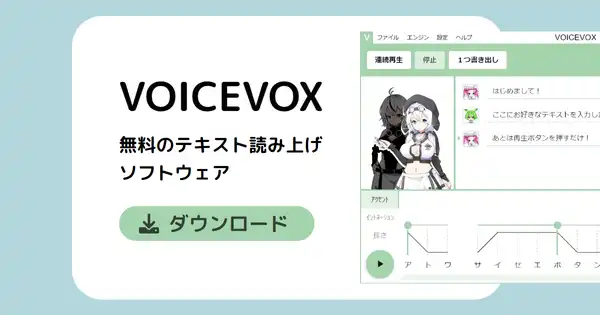 VOICEVOX
無料のテキスト読み上げ
ソフトウェア
ダウンロード
V ファイル エンジン 設定 ヘルプ VOICEVOX
連続再生 停止 1つ書き出し
はじめまして！
ここにお好きなテキストを入力し
あとは再生ボタンを押すだけ！
アクセント
イントネーション
長さ
ア ト ワ サ イ セ エ ボ タ ン